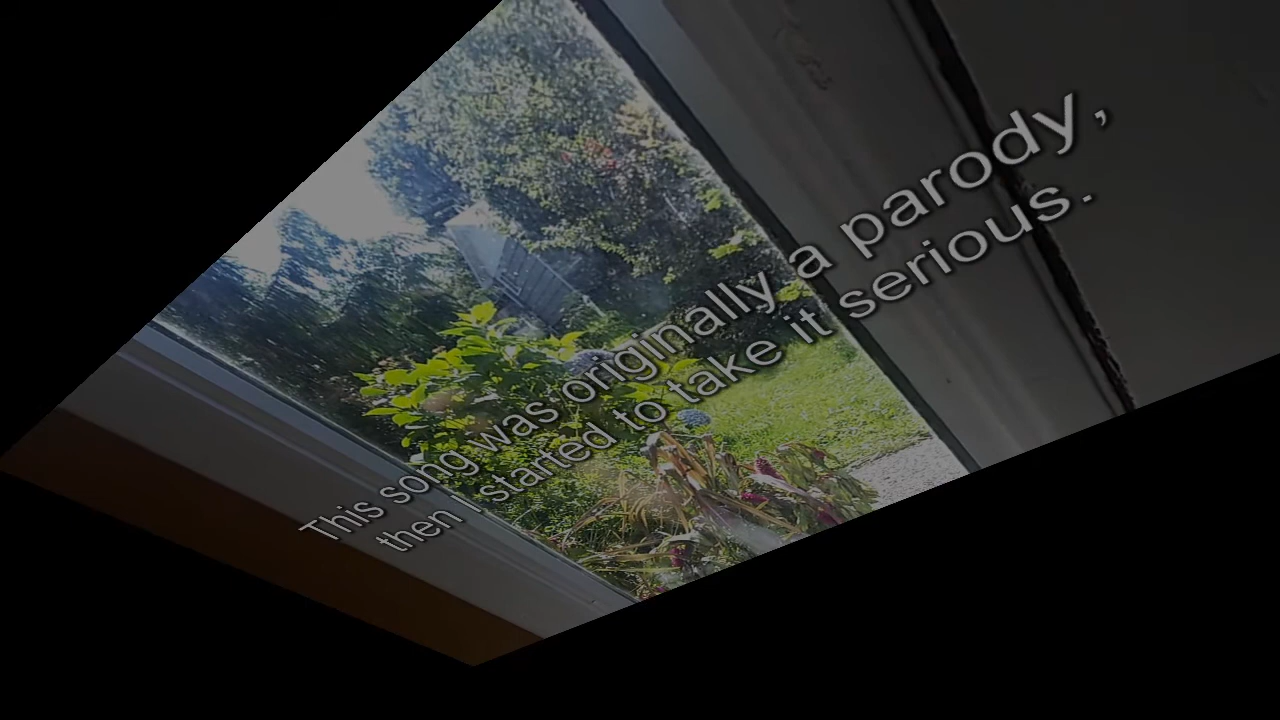 This song was originally a parody,
then i started to take it serious.